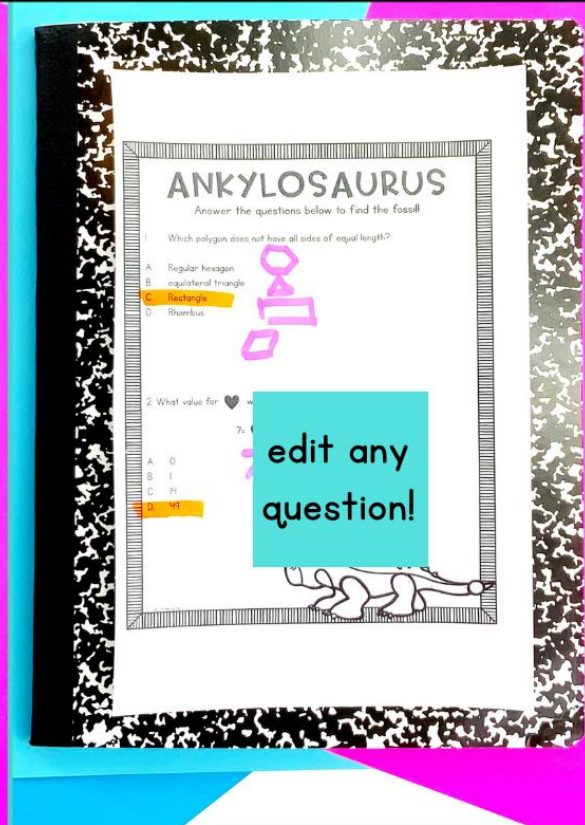 ANKYLOSAURUS
Answer the questions below to find the fossil!
1 Which polygon does not have all sides of equal length?
A Regular hexagon
B equilateral triangle
C. Rectangle
D. Rhombus
2 What value for
7=
A 0
B 1
C 14
D. 49
edit any
question!